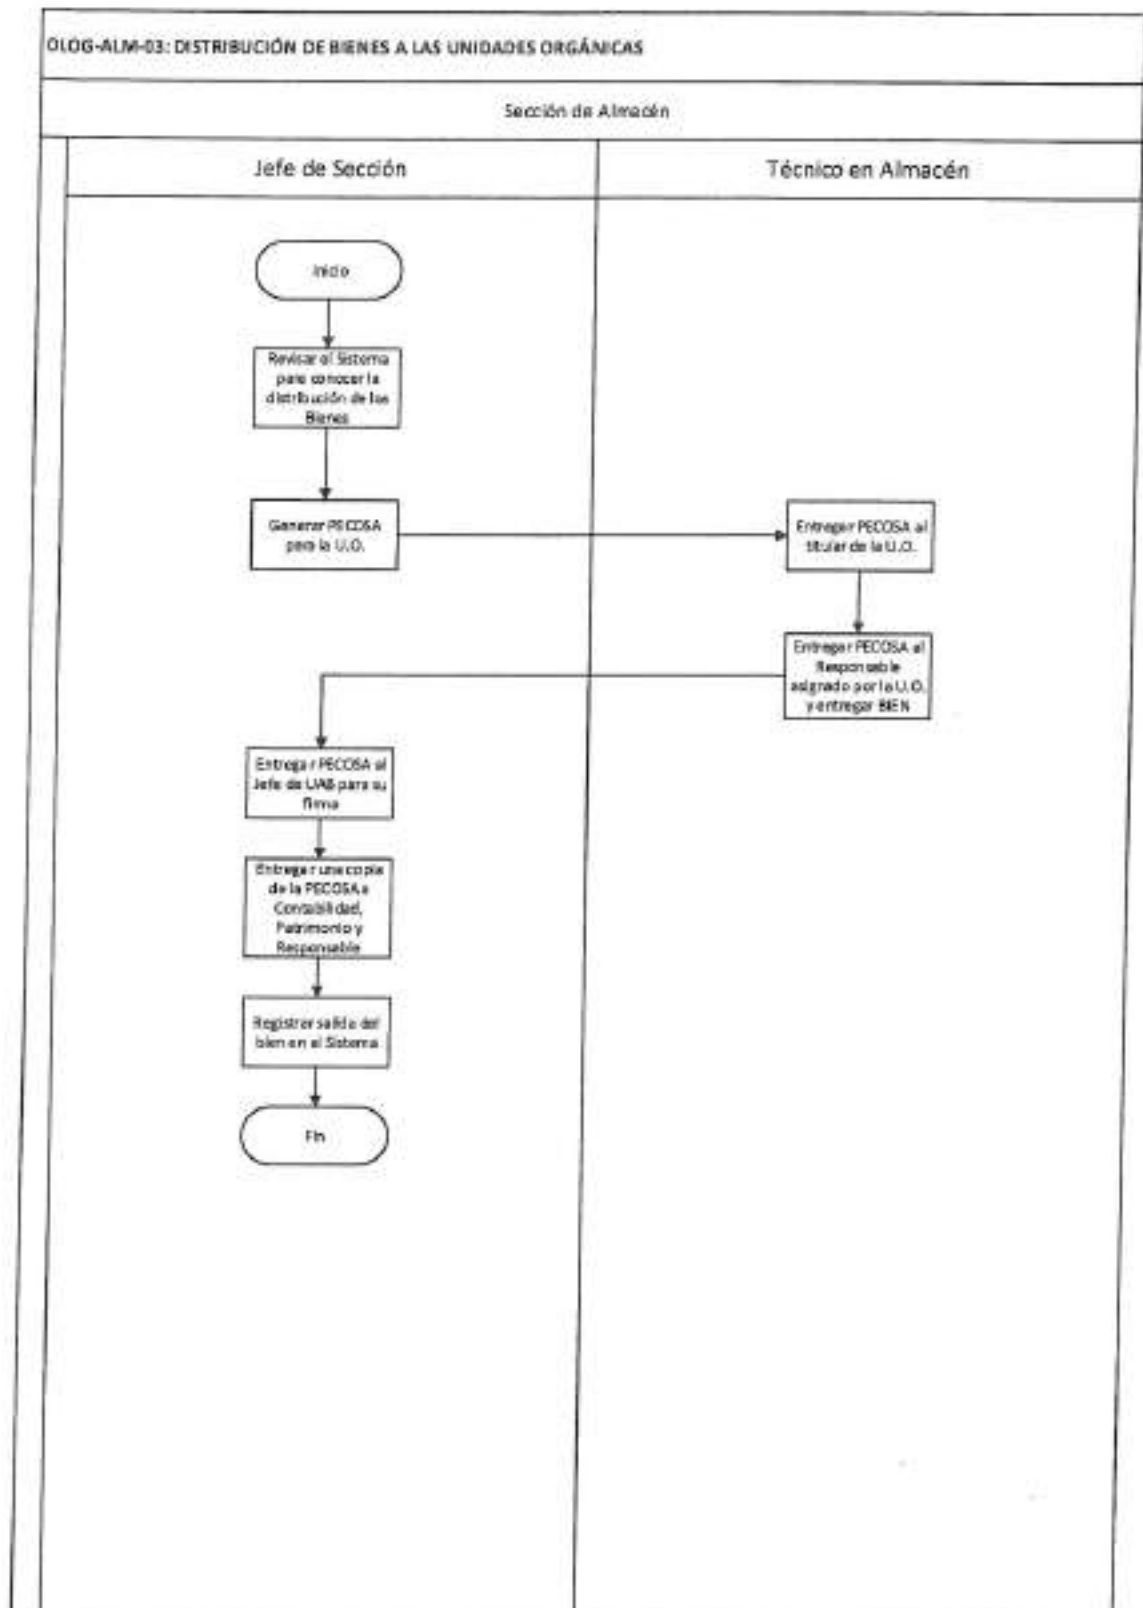 OLOG-ALM-03: DISTRIBUCIÓN DE BIENES A LAS UNIDADES ORGÁNICAS
Sección de Almacén
Jefe de Sección
Técnico en Almacén
Inicio
Revisar el Sistema
para conocer la
distribución de los
Bienes
Generar PECOSA
para la U.O.
Entregar PECOSA al
titular de la U.O.
Entregar PECOSA al
Responsable
asignado por la U.O.
y entregar BIEN
Entregar PECOSA al
Jefe de UAB para su
firma
Entregar una copia
de la PECOSA a
Contabilidad,
Patrimonio y
Responsable
Registrar salida del
bien en el Sistema
Fin